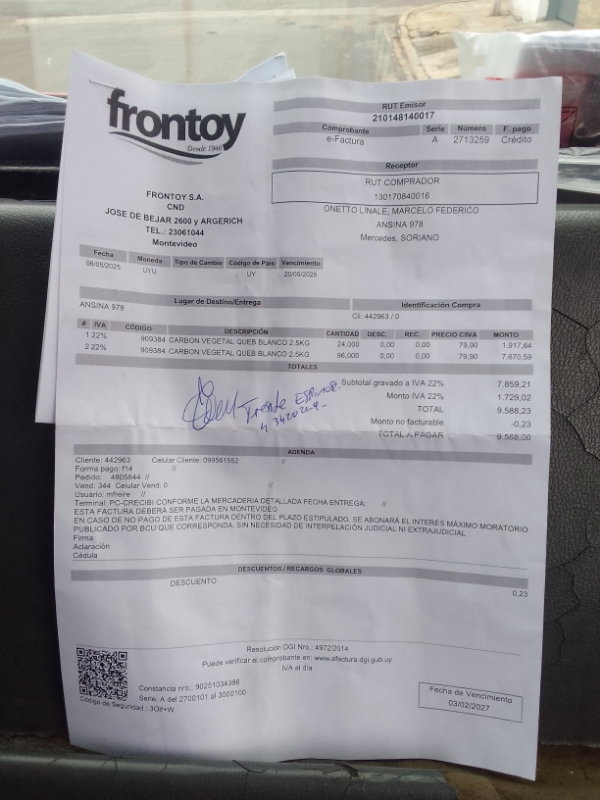 frontoy
Desde 1946
FRONTOY S.A.
CND
JOSE DE BEJAR 2600 y ARGERICH
TEL.: 23061044
Montevideo
RUT Emisor
210148140017
Comprobante Serie Número F. pago
e-Factura A 2713259 Crédito
Receptor
RUT COMPRADOR
130170840016
ONETTO LINALE, MARCELO FEDERICO
ANSINA 978
Mercedes, SORIANO
Fecha Moneda Tipo de Cambio Código de País Vencimiento
06/05/2025 UYU UY 20/05/2025
Lugar de Destino/Entrega Identificación Compra
ANSINA 978 Cli: 442963 / 0
# IVA CÓDIGO DESCRIPCIÓN CANTIDAD DESC. REC. PRECIO C/IVA MONTO
1 22% 909384 CARBON VEGETAL QUEB BLANCO 2.5KG 24,000 0,00 0,00 79,90 1.917,64
2 22% 909384 CARBON VEGETAL QUEB BLANCO 2.5KG 96,000 0,00 0,00 79,90 7.670,59
TOTALES
Subtotal gravado a IVA 22% 7.859,21
Monto IVA 22% 1.729,02
TOTAL 9.588,23
Monto no facturable -0,23
TOTAL A PAGAR 9.588,00
ADENDA
Cliente: 442963 Celular Cliente: 099561552 //
Forma pago: f14 //
Pedido: 4805844 //
Vend: 344 Celular Vend: 0 //
Usuario: mfreire //
Terminal: PC-CRECIBI CONFORME LA MERCADERIA DETALLADA FECHA ENTREGA: //
ESTA FACTURA DEBERA SER PAGADA EN MONTEVIDEO
EN CASO DE NO PAGO DE ESTA FACTURA DENTRO DEL PLAZO ESTIPULADO, SE ABONARÁ EL INTERÉS MÁXIMO MORATORIO
PUBLICADO POR BCU QUE CORRESPONDA, SIN NECESIDAD DE INTERPELACIÓN JUDICIAL NI EXTRAJUDICIAL
Firma
Aclaración
Cédula
DESCUENTOS / RECARGOS GLOBALES
DESCUENTO 0,23
Resolución DGI Nro.: 4972/2014
Puede verificar el comprobante en: www.efactura.dgi.gub.uy
IVA al día
Constancia nro.: 90251034386
Serie: A del 2700101 al 3000100
Código de Seguridad : 3O#+W
Fecha de Vencimiento
03/02/2027